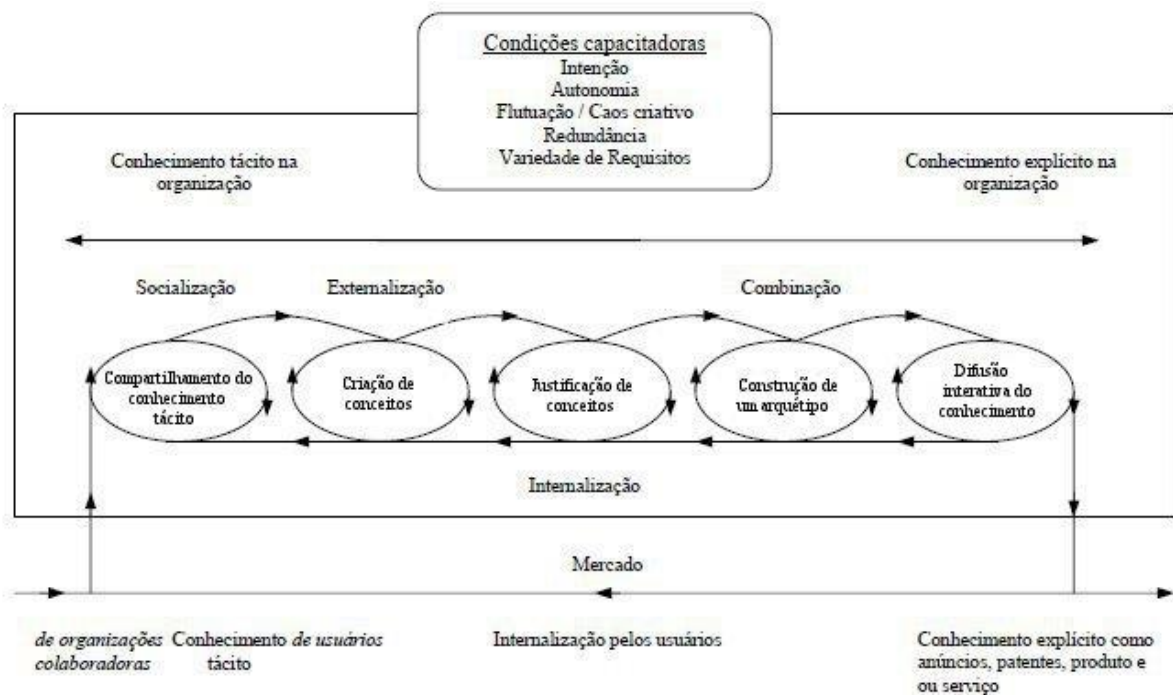 Condições capacitadoras
Intenção
Autonomia
Flutuação / Caos criativo
Redundância
Variedade de Requisitos
Conhecimento tácito na
organização
Conhecimento explícito na
organização
Socialização
Externalização
Combinação
Compartilhamento do
conhecimento
tácito
Criação de
conceitos
Justificação de
conceitos
Construção de
um arquétipo
Difusão
interativa do
conhecimento
Internalização
Mercado
de organizações
colaboradoras
Conhecimento de usuários
tácito
Internalização pelos usuários
Conhecimento explícito como
anúncios, patentes, produto e
ou serviço